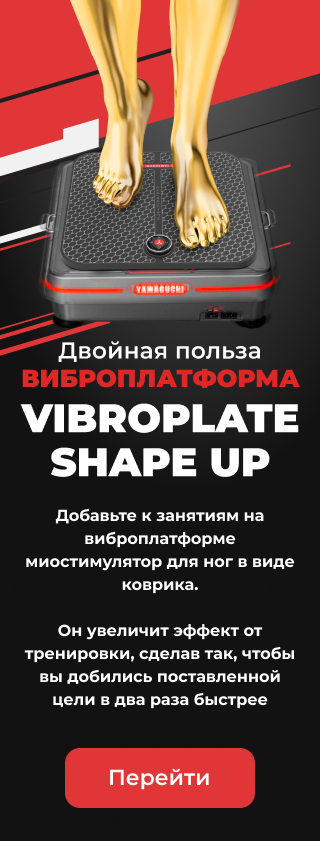 YAMAGUCHI
Двойная польза
ВИБРОПЛАТФОРМА
VIBROPLATE
SHAPE UP
Добавьте к занятиям на
виброплатформе
миостимулятор для ног в виде
коврика.
Он увеличит эффект от
тренировки, сделав так, чтобы
вы добились поставленной
цели в два раза быстрее
Перейти